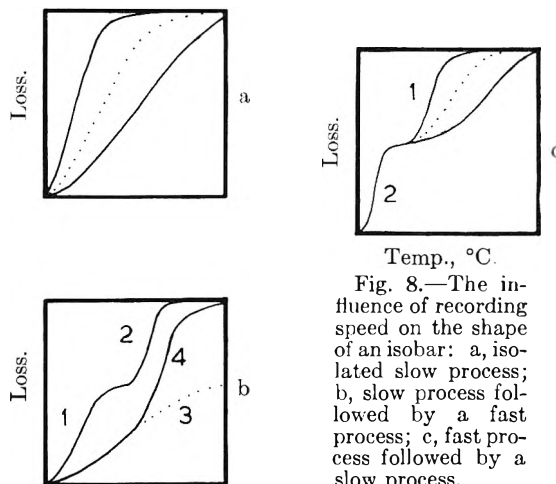 Loss.
a
Loss.
1
2
Temp., °C.
Loss.
1
2
3
4
b
Fig. 8.—The in-
fluence of recording
speed on the shape
of an isobar: a, iso-
lated slow process;
b, slow process fol-
lowed by a fast
process; c, fast pro-
cess followed by a
slow process.